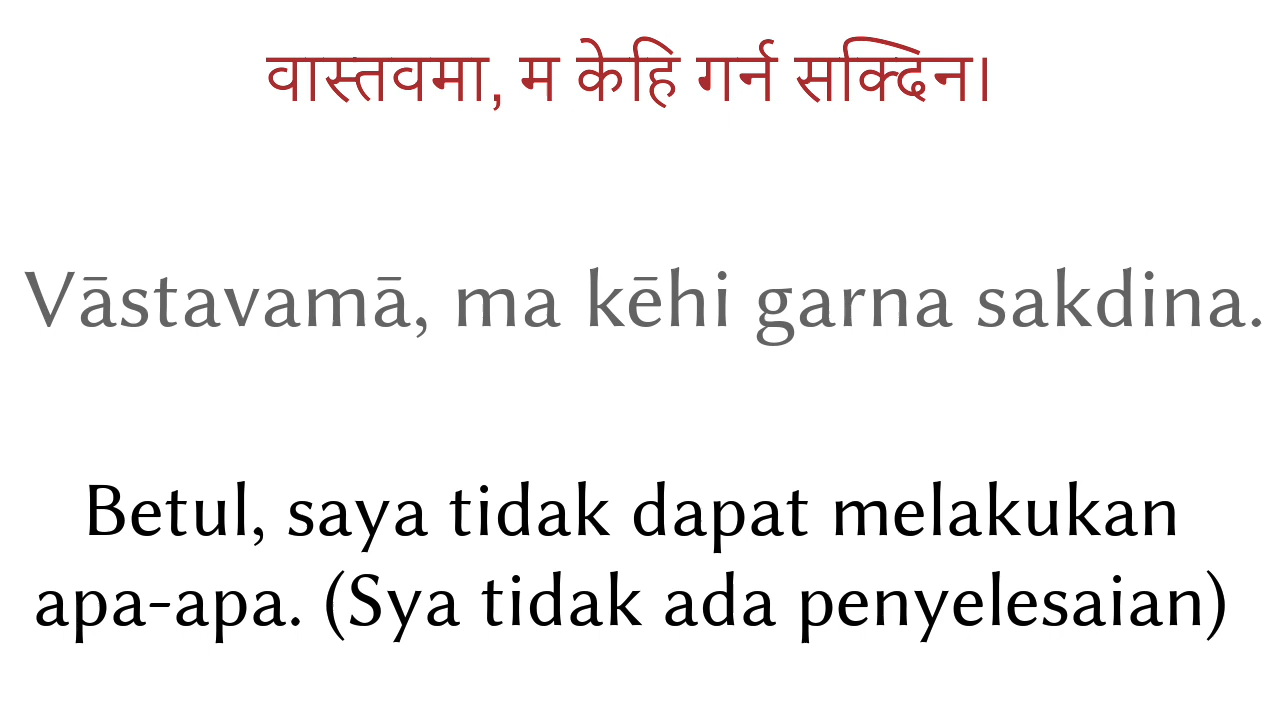 वास्तवमा, म केहि गर्न सक्दिन।
Vāstavamā, ma kēhi garna sakdina.
Betul, saya tidak dapat melakukan
apa-apa. (Sya tidak ada penyelesaian)